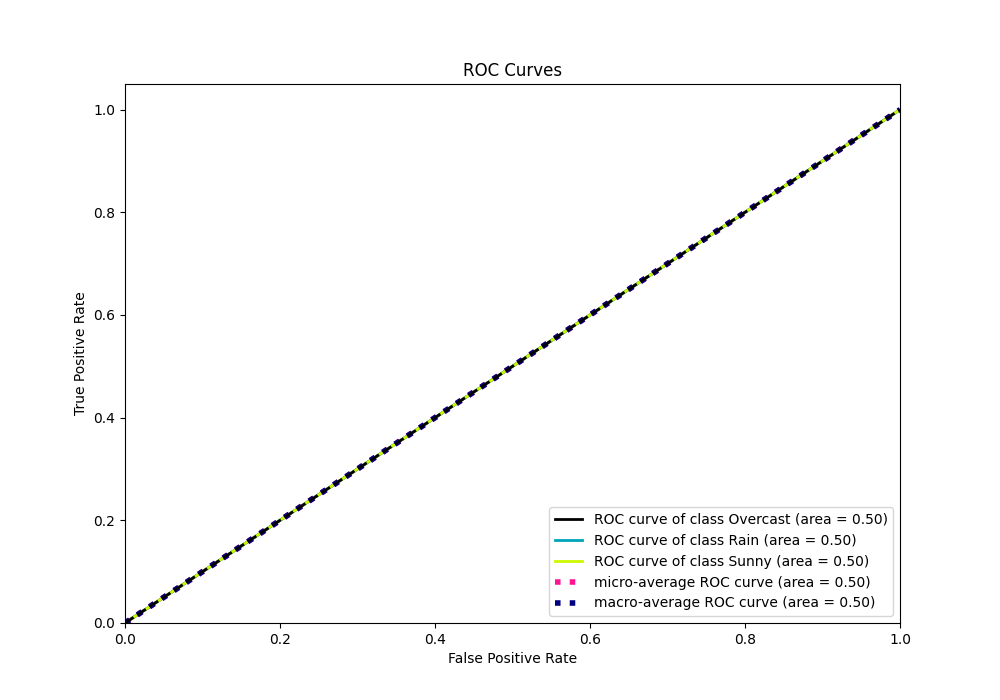 ROC Curves
1.0
0.8
0.6
0.4
0.2
0.0
True Positive Rate
0.0 0.2 0.4 0.6 0.8 1.0
False Positive Rate
ROC curve of class Overcast (area = 0.50)
ROC curve of class Rain (area = 0.50)
ROC curve of class Sunny (area = 0.50)
micro-average ROC curve (area = 0.50)
macro-average ROC curve (area = 0.50)